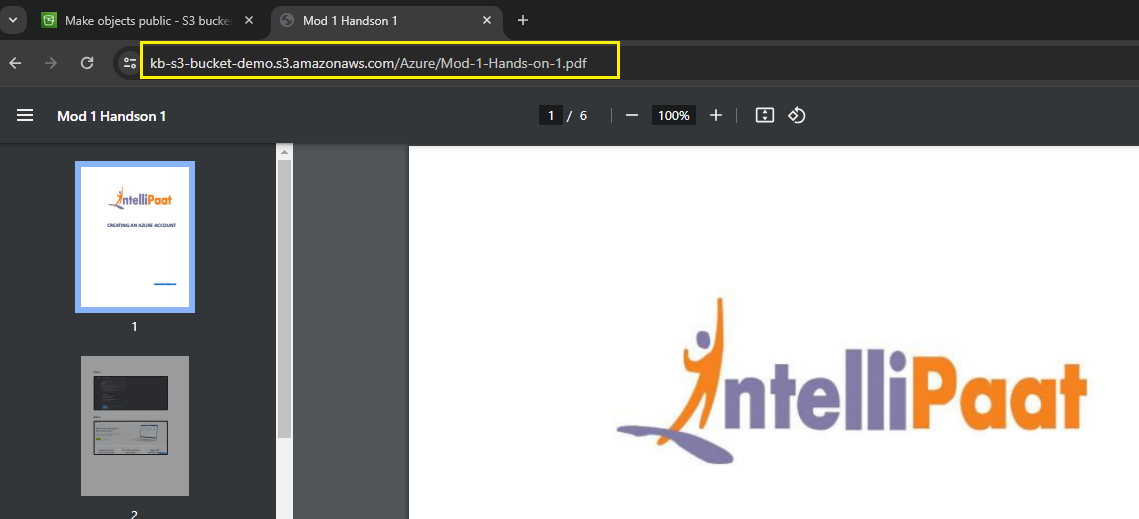 Make objects public - S3 bucke
Mod 1 Handson 1
kb-s3-bucket-demo.s3.amazonaws.com/Azure/Mod-1-Hands-on-1.pdf
Mod 1 Handson 1
1 / 6
100%
IntelliPaat
CREATING AN AZURE ACCOUNT
1
2
IntelliPaat